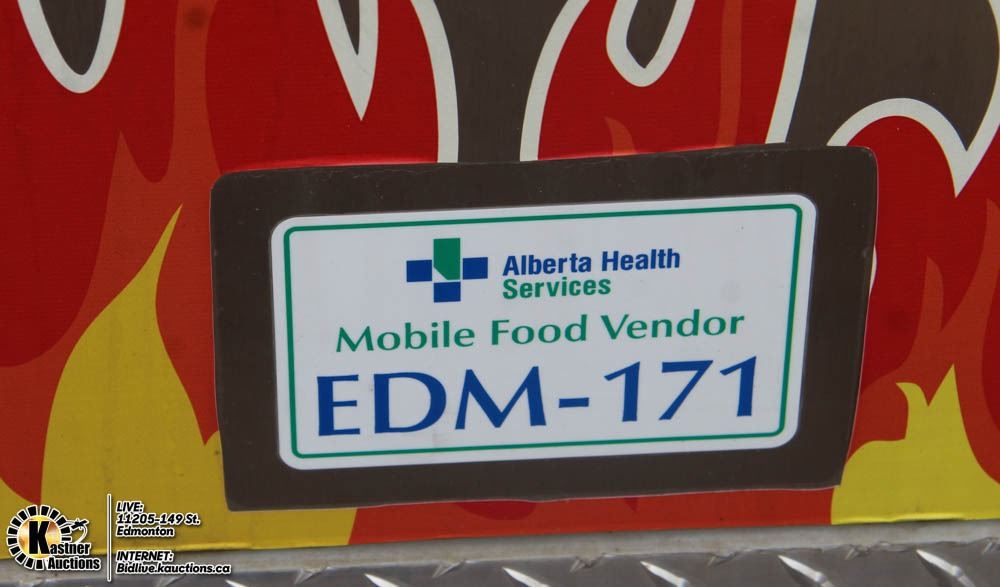 Alberta Health
Services
Mobile Food Vendor
EDM-171
Kastner
Auctions
LIVE:
11205-149 St.
Edmonton
INTERNET:
Bidlive.kauctions.ca